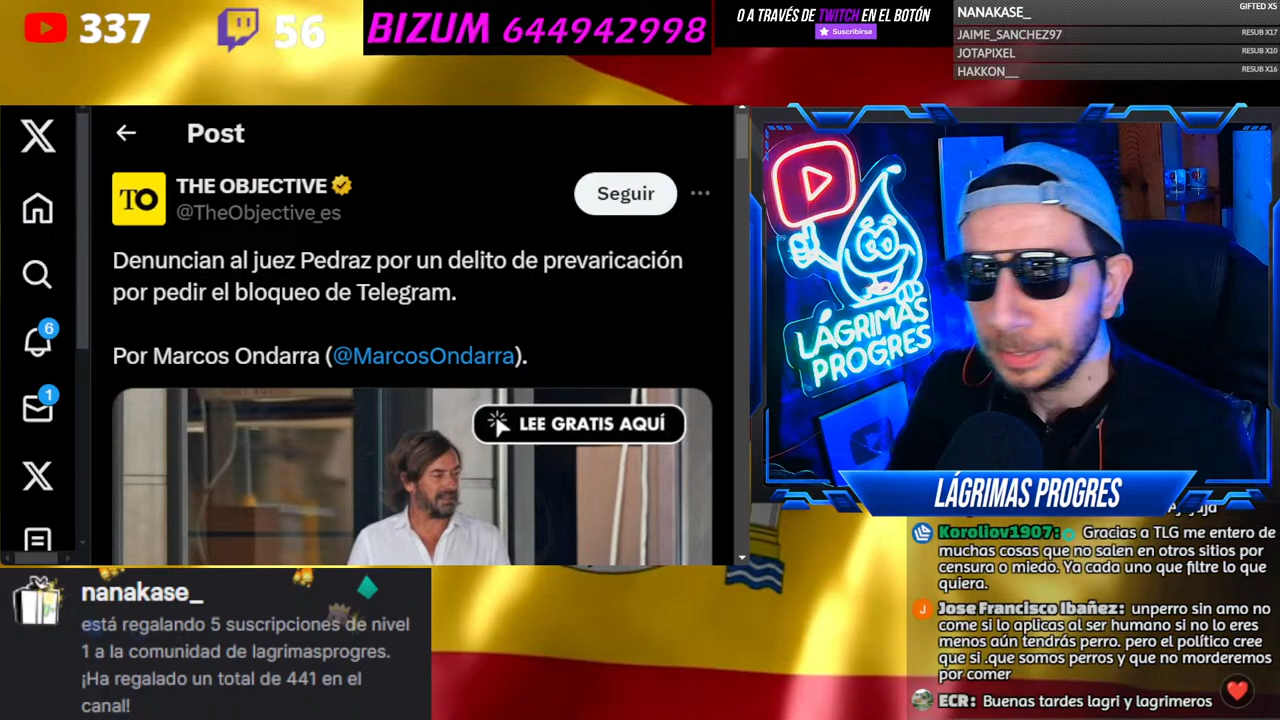 337
56
BIZUM 644942998
O A TRAVÉS DE TWITCH EN EL BOTÓN
Suscribirse
NANAKASE_
GIFTED X5
JAIME_SANCHEZ97
RESUB X17
JOTAPIXEL
RESUB X10
HAKKON__
RESUB X16
Post
TO
THE OBJECTIVE
@TheObjective_es
Seguir
Denuncian al juez Pedraz por un delito de prevaricación
por pedir el bloqueo de Telegram.
Por Marcos Ondarra (@MarcosOndarra).
LEE GRATIS AQUÍ
6
1
LÁGRIMAS
PROGRES
LÁGRIMAS PROGRES
Koroliov1907: Gracias a TLG me entero de
muchas cosas que no salen en otros sitios por
censura o miedo. Ya cada uno que filtre lo que
quiera.
J
Jose Francisco Ibañez: unperro sin amo no
come si lo aplicas al ser humano si no lo eres
menos aún tendrás perro. pero el político cree
que si .que somos perros y que no morderemos
por comer
ECR: Buenas tardes lagri y lagrimeros
nanakase_
está regalando 5 suscripciones de nivel
1 a la comunidad de lagrimasprogres.
¡Ha regalado un total de 441 en el
canal!